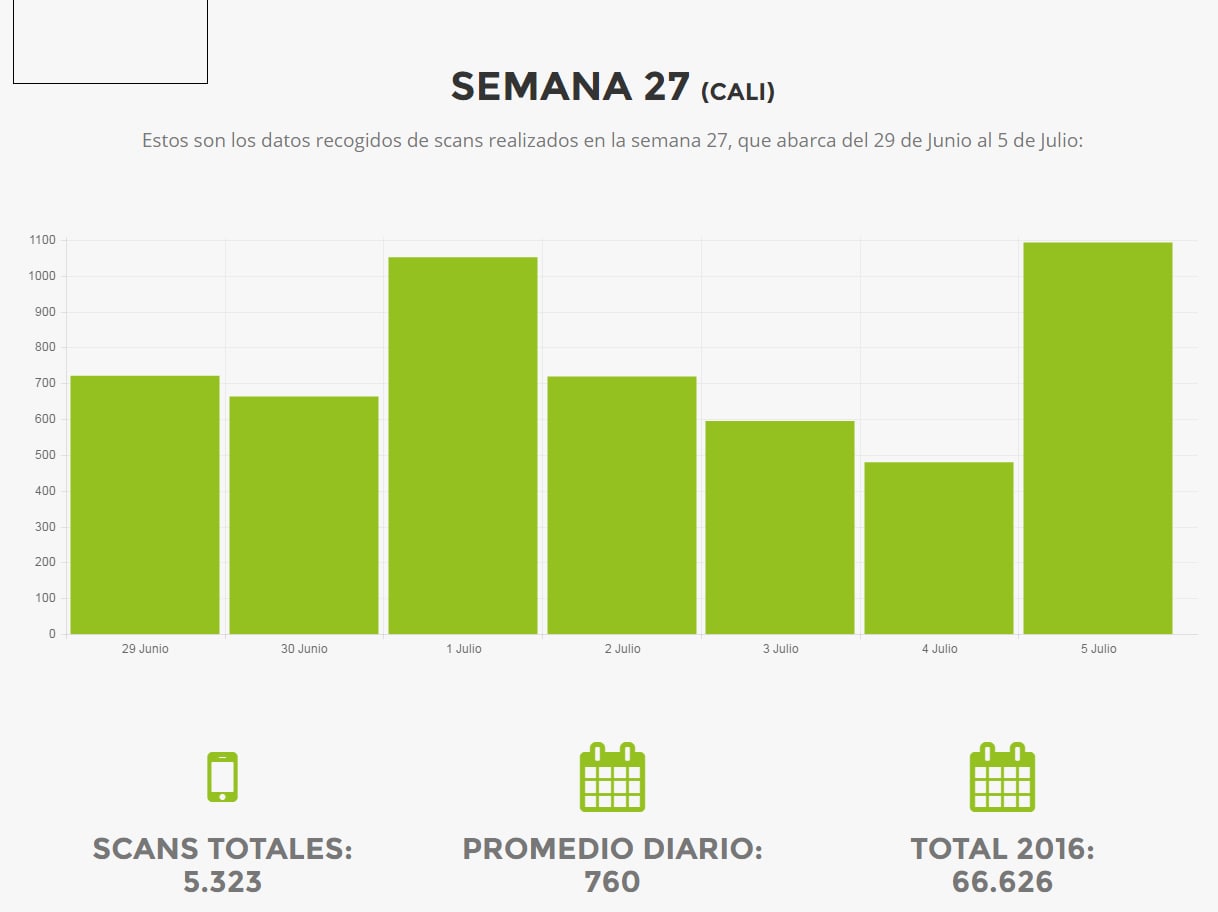 SEMANA 27 (CALI)
Estos son los datos recogidos de scans realizados en la semana 27, que abarca del 29 de Junio al 5 de Julio:
1100
1000
900
800
700
600
500
400
300
200
100
0
29 Junio 30 Junio 1 Julio 2 Julio 3 Julio 4 Julio 5 Julio
SCANS TOTALES: PROMEDIO DIARIO: TOTAL 2016:
5.323 760 66.626